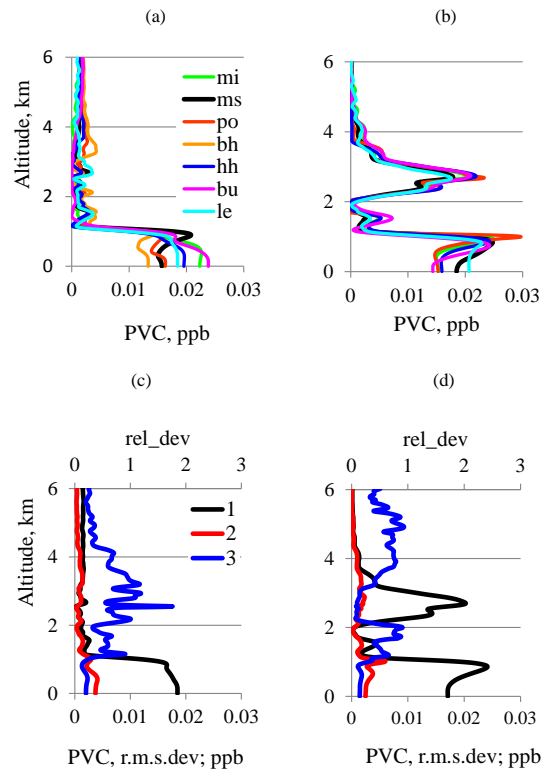 (a)
(b)
6
4
2
0
Altitude, km
mi
ms
po
bh
hh
bu
le
0 0.01 0.02 0.03
PVC, ppb
6
4
2
0
0 0.01 0.02 0.03
PVC, ppb
(c)
(d)
rel_dev
0 1 2 3
6
4
2
0
Altitude, km
1
2
3
0 0.01 0.02 0.03
PVC, r.m.s.dev; ppb
rel_dev
0 1 2 3
6
4
2
0
0 0.01 0.02 0.03
PVC, r.m.s.dev; ppb